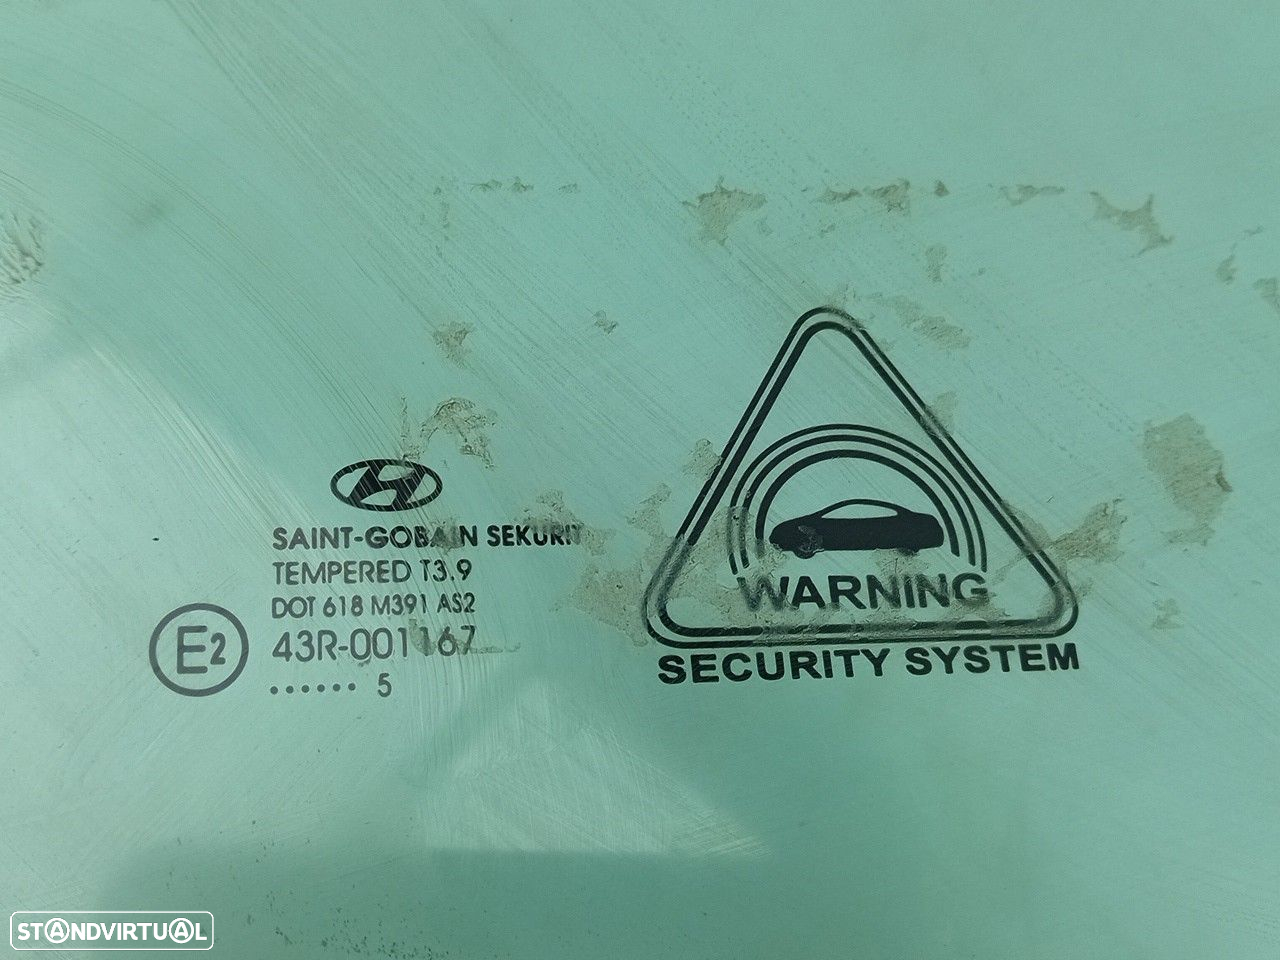 SAINT-GOBAIN SEKURIT
TEMPERED T3.9
DOT 618 M391 AS2
E2
43R-001167
...... 5
WARNING
SECURITY SYSTEM
STANDVIRTUAL